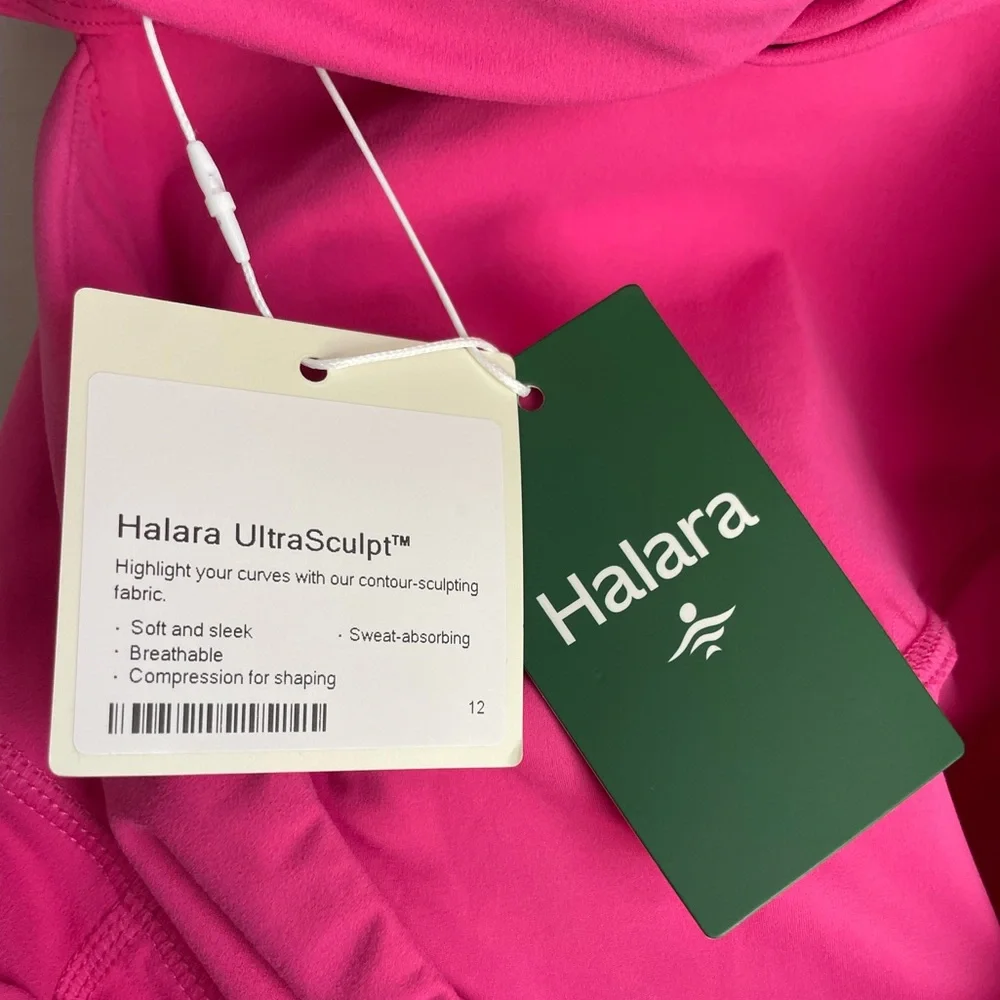 Halara UltraSculpt™
Highlight your curves with our contour-sculpting
fabric.
· Soft and sleek
· Sweat-absorbing
· Breathable
· Compression for shaping
12
Halara